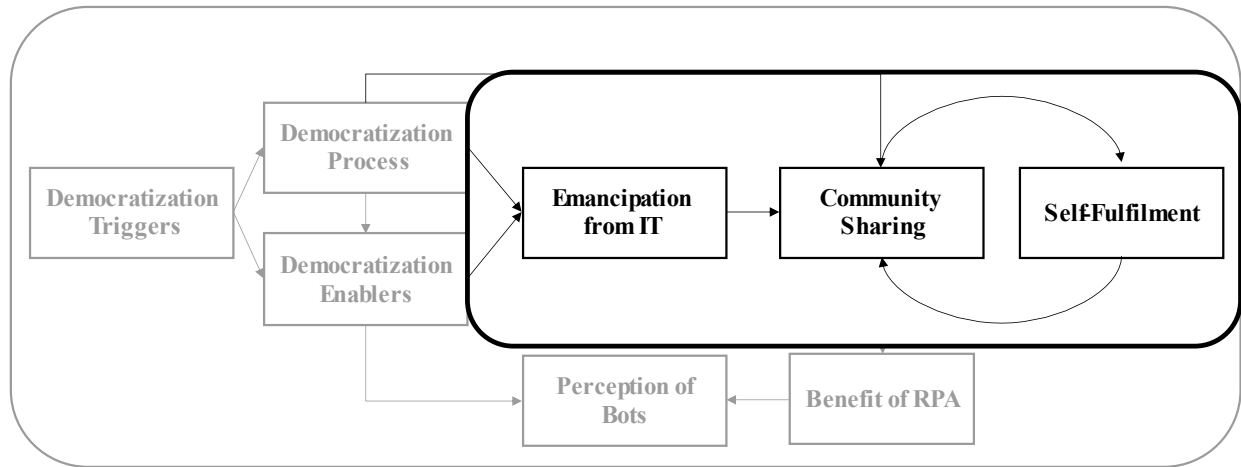 Democratization
Process
Democratization
Triggers
Emancipation
from IT
Community
Sharing
Self-Fulfilment
Democratization
Enablers
Perception of
Bots
Benefit of RPA